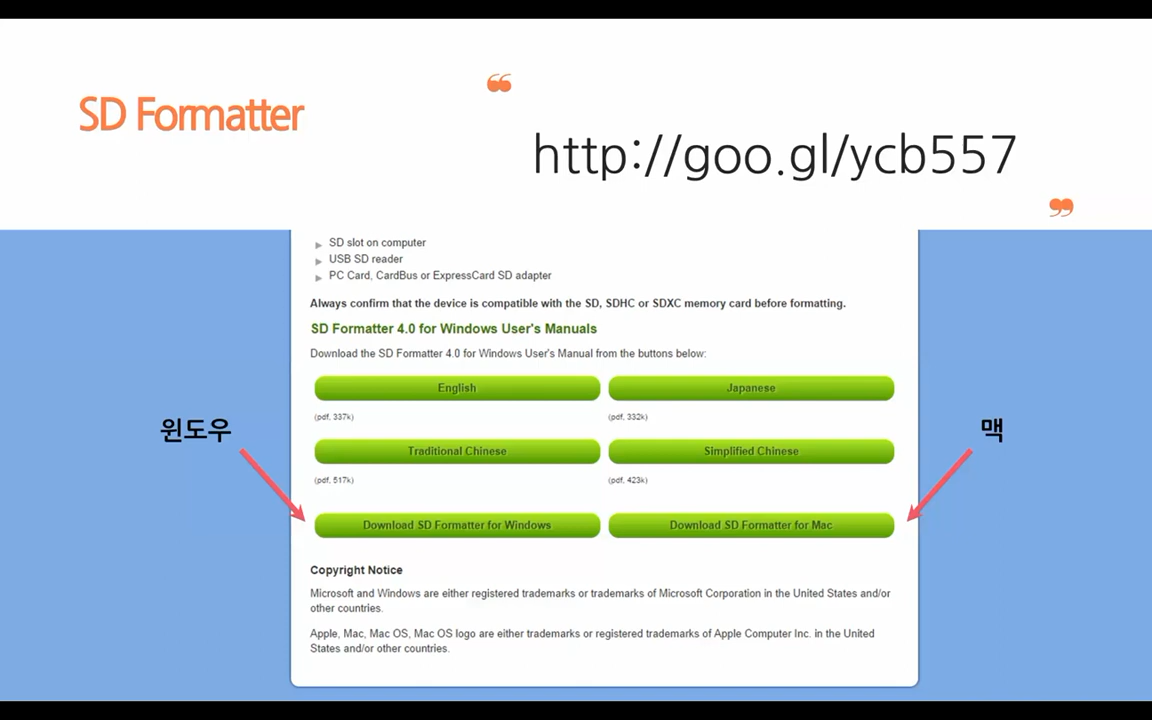 SD Formatter
“
http://goo.gl/ycb557
”
SD slot on computer
USB SD reader
PC Card, CardBus or ExpressCard SD adapter
Always confirm that the device is compatible with the SD, SDHC or SDXC memory card before formatting.
SD Formatter 4.0 for Windows User's Manuals
Download the SD Formatter 4.0 for Windows User's Manual from the buttons below:
English
Japanese
(pdf, 337k)
(pdf, 332k)
윈도우
맥
Traditional Chinese
Simplified Chinese
(pdf, 517k)
(pdf, 423k)
Download SD Formatter for Windows
Download SD Formatter for Mac
Copyright Notice
Microsoft and Windows are either registered trademarks or trademarks of Microsoft Corporation in the United States and/or
other countries.
Apple, Mac, Mac OS, Mac OS logo are either trademarks or registered trademarks of Apple Computer Inc. in the United
States and/or other countries.